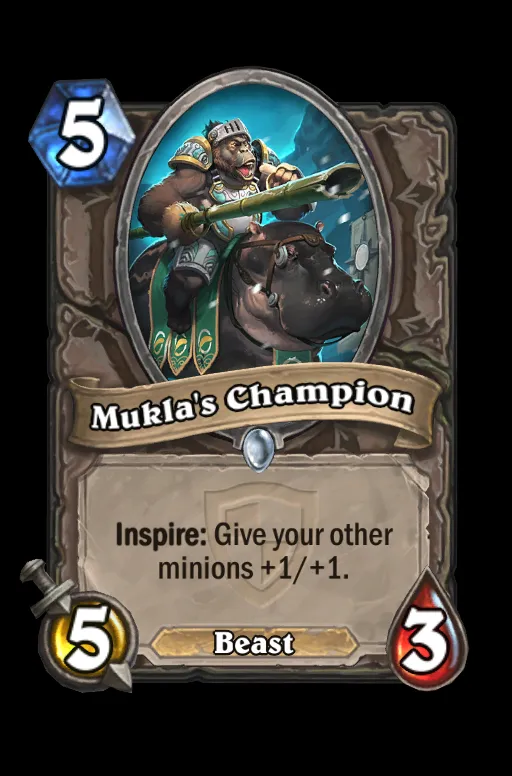 5
Mukla's Champion
Inspire: Give your other
minions +1/+1.
5
Beast
3